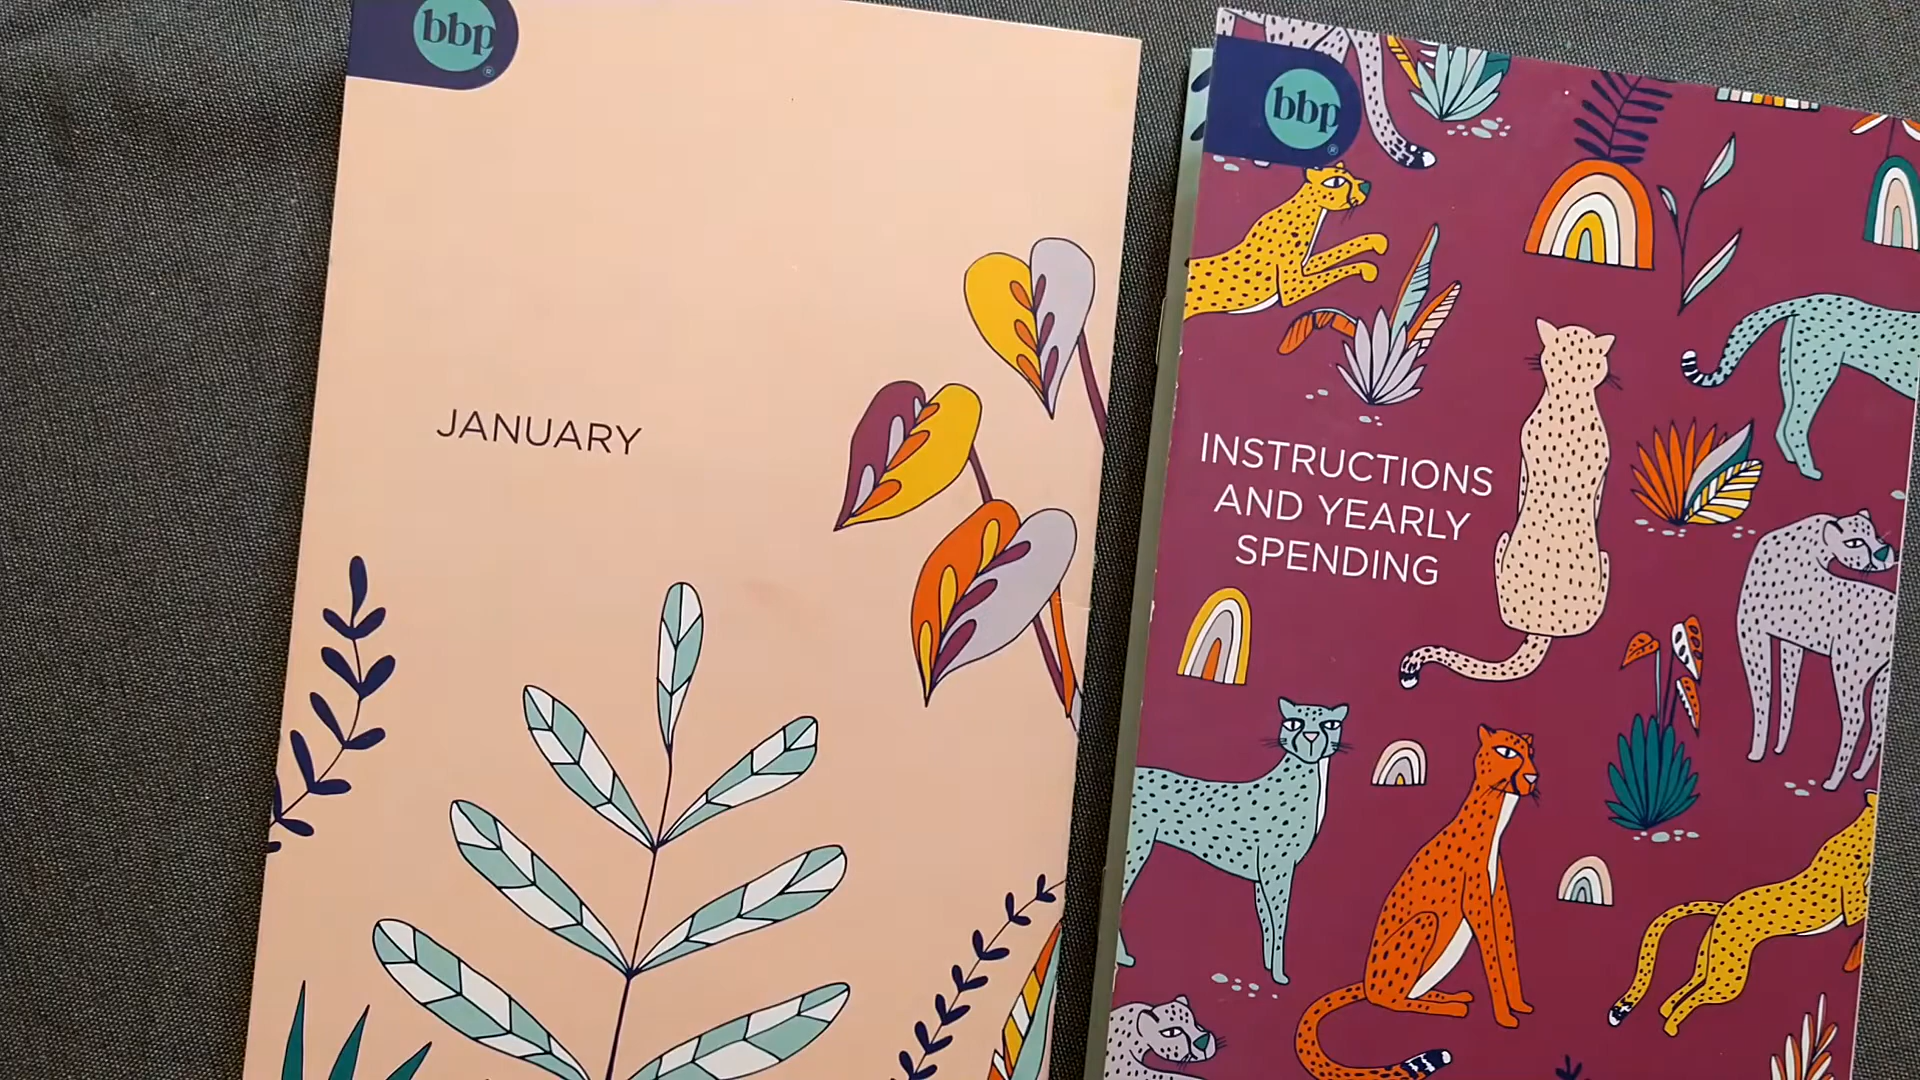 bbp
®
JANUARY
bbp
®
INSTRUCTIONS
AND YEARLY
SPENDING